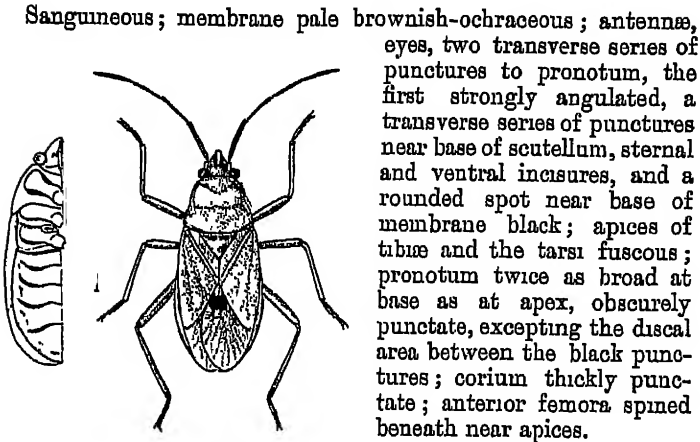 Sanguineous; membrane pale brownish-ochraceous; antennæ,
eyes, two transverse series of
punctures to pronotum, the
first strongly angulated, a
transverse series of punctures
near base of scutellum, sternal
and ventral incisures, and a
rounded spot near base of
membrane black; apices of
tibiæ and the tarsi fuscous;
pronotum twice as broad at
base as at apex, obscurely
punctate, excepting the discal
area between the black punc-
tures; corium thickly punc-
tate; anterior femora spined
beneath near apices.